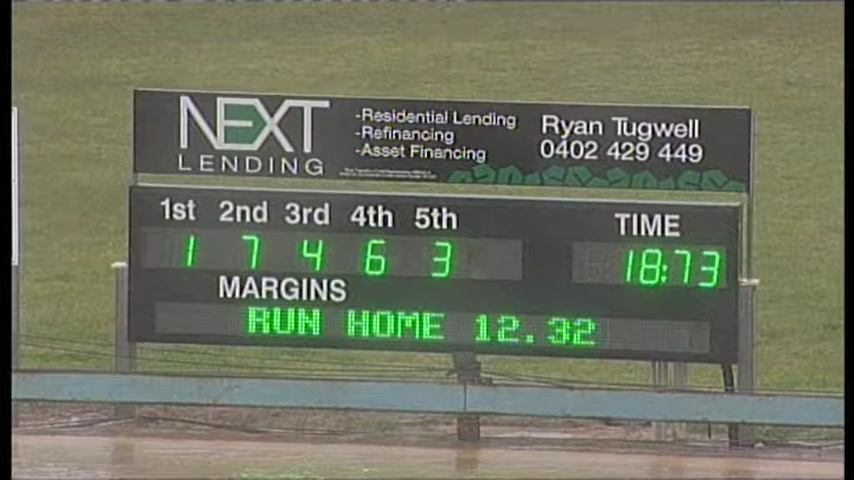 NEXT
LENDING
-Residential Lending
-Refinancing
-Asset Financing
Ryan Tugwell
0402 429 449
1st 2nd 3rd 4th 5th TIME
1 7 4 6 3 18:73
MARGINS
RUN HOME 12.32